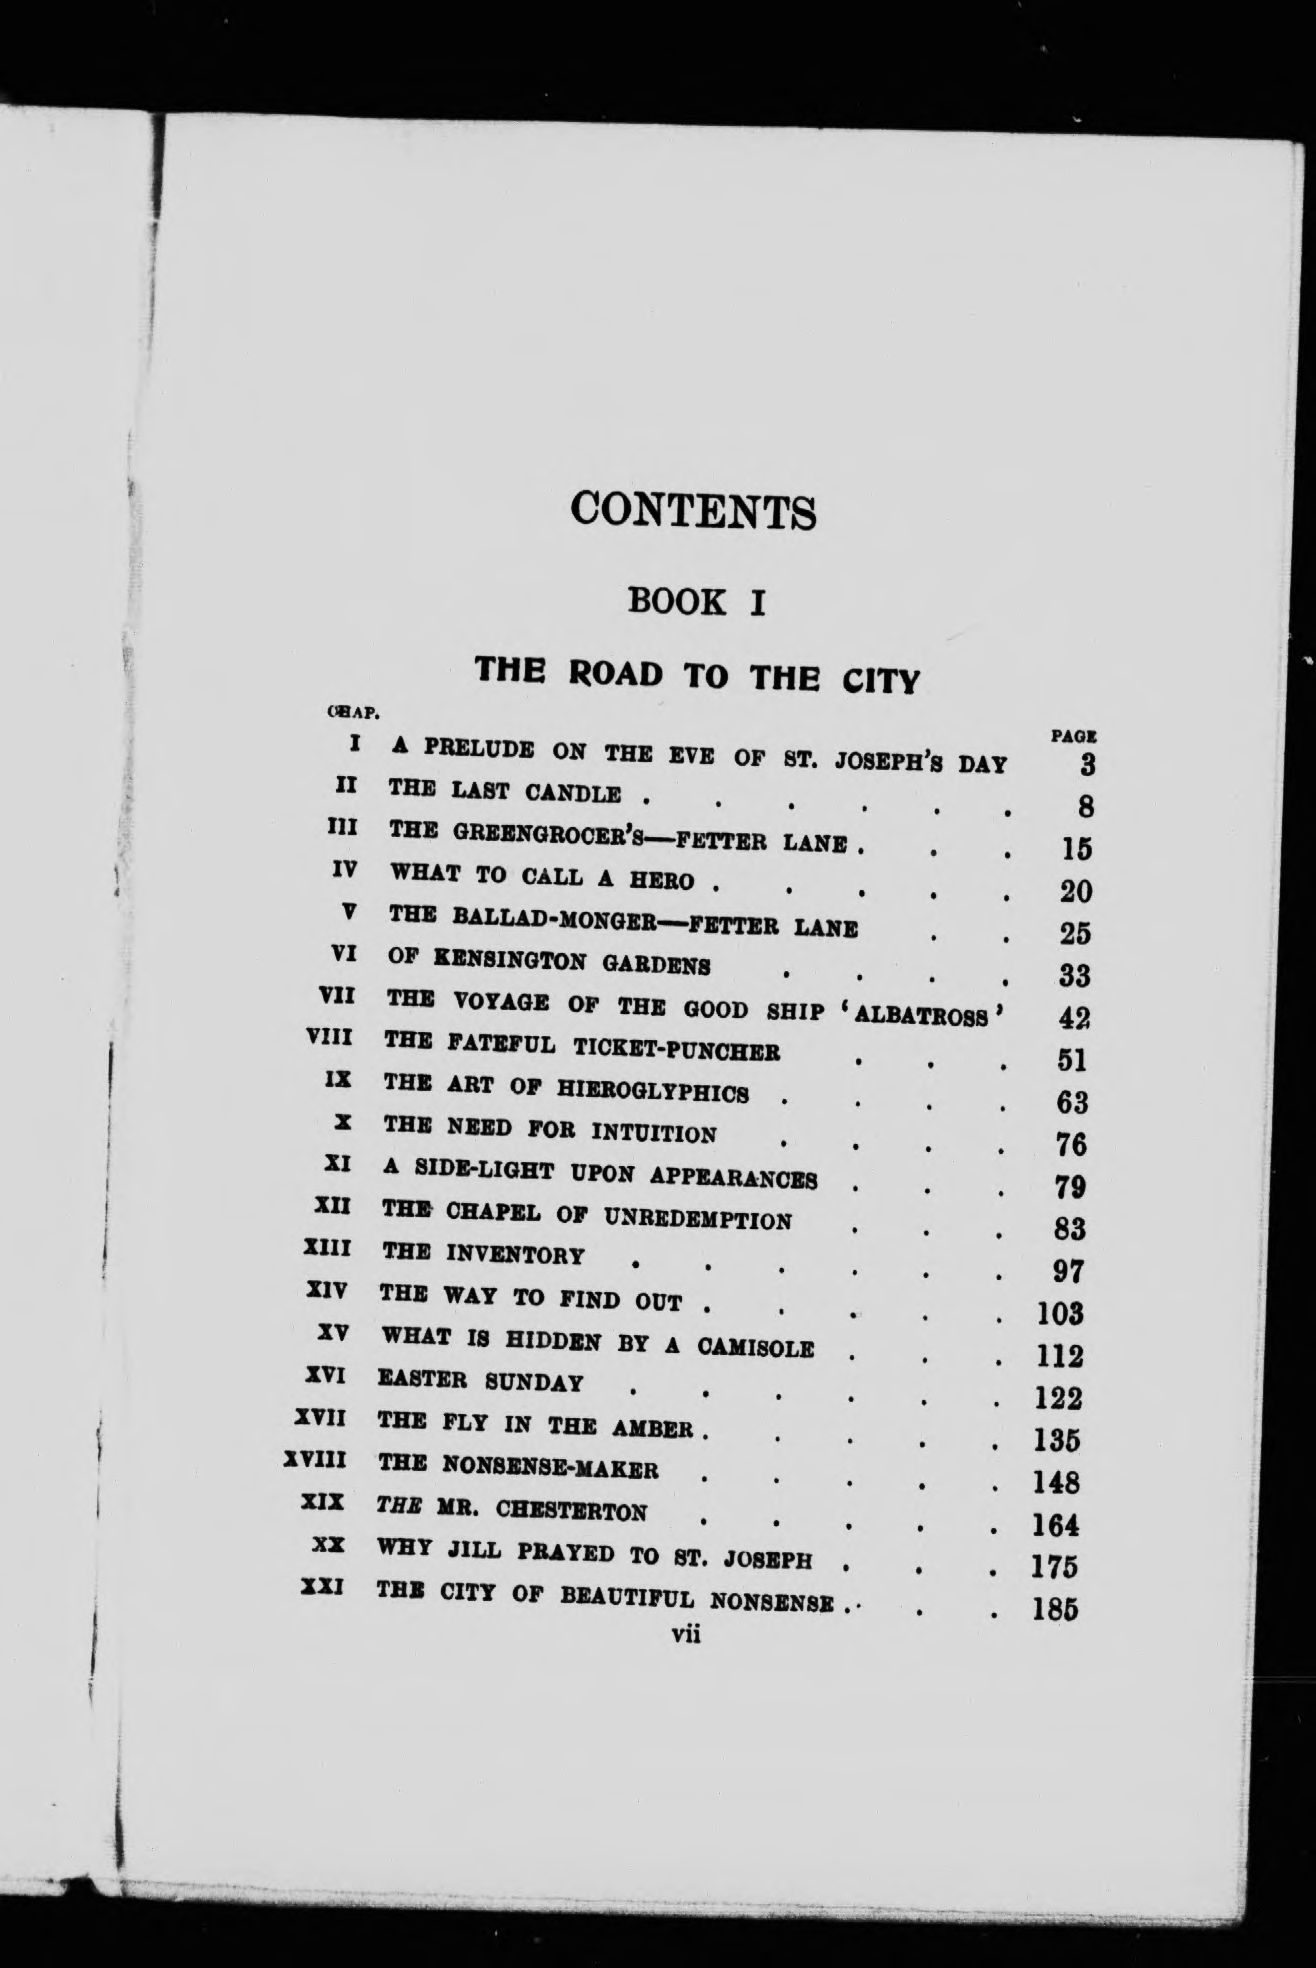 CONTENTS
BOOK I
THE ROAD TO THE CITY
CHAP. PAGE
I A PRELUDE ON THE EVE OF ST. JOSEPH'S DAY 3
II THE LAST CANDLE . . . . . . 8
III THE GREENGROCER'S—FETTER LANE . . . 15
IV WHAT TO CALL A HERO . . . . . 20
V THE BALLAD-MONGER—FETTER LANE . . 25
VI OF KENSINGTON GARDENS . . . . 33
VII THE VOYAGE OF THE GOOD SHIP 'ALBATROSS' 42
VIII THE FATEFUL TICKET-PUNCHER . . . 51
IX THE ART OF HIEROGLYPHICS . . . . 63
X THE NEED FOR INTUITION . . . . 76
XI A SIDE-LIGHT UPON APPEARANCES . . . 79
XII THE CHAPEL OF UNREDEMPTION . . . 83
XIII THE INVENTORY . . . . . . 97
XIV THE WAY TO FIND OUT . . . . . 103
XV WHAT IS HIDDEN BY A CAMISOLE . . . 112
XVI EASTER SUNDAY . . . . . . 122
XVII THE FLY IN THE AMBER . . . . . 135
XVIII THE NONSENSE-MAKER . . . . . 148
XIX THE MR. CHESTERTON . . . . . 164
XX WHY JILL PRAYED TO ST. JOSEPH . . . 175
XXI THE CITY OF BEAUTIFUL NONSENSE . . . 185
vii